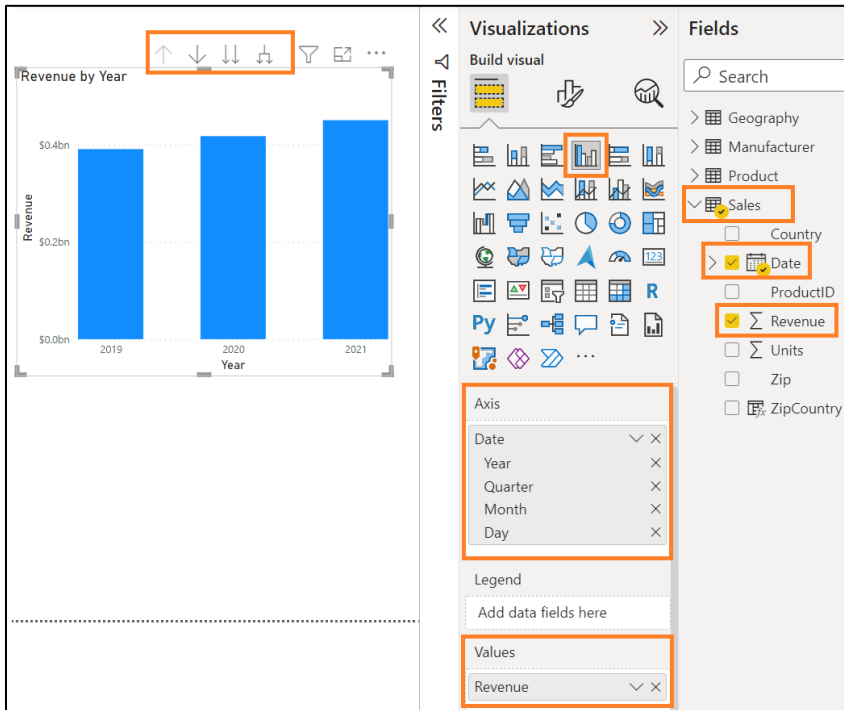 Revenue by Year
$0.4bn
$0.2bn
$0.0bn
Revenue
2019 2020 2021
Year
Filters
Visualizations
Build visual
123
R
Py
Axis
Date
Year
Quarter
Month
Day
Legend
Add data fields here
Values
Revenue
Fields
Search
Geography
Manufacturer
Product
Sales
Country
Date
ProductID
Revenue
Units
Zip
ZipCountry